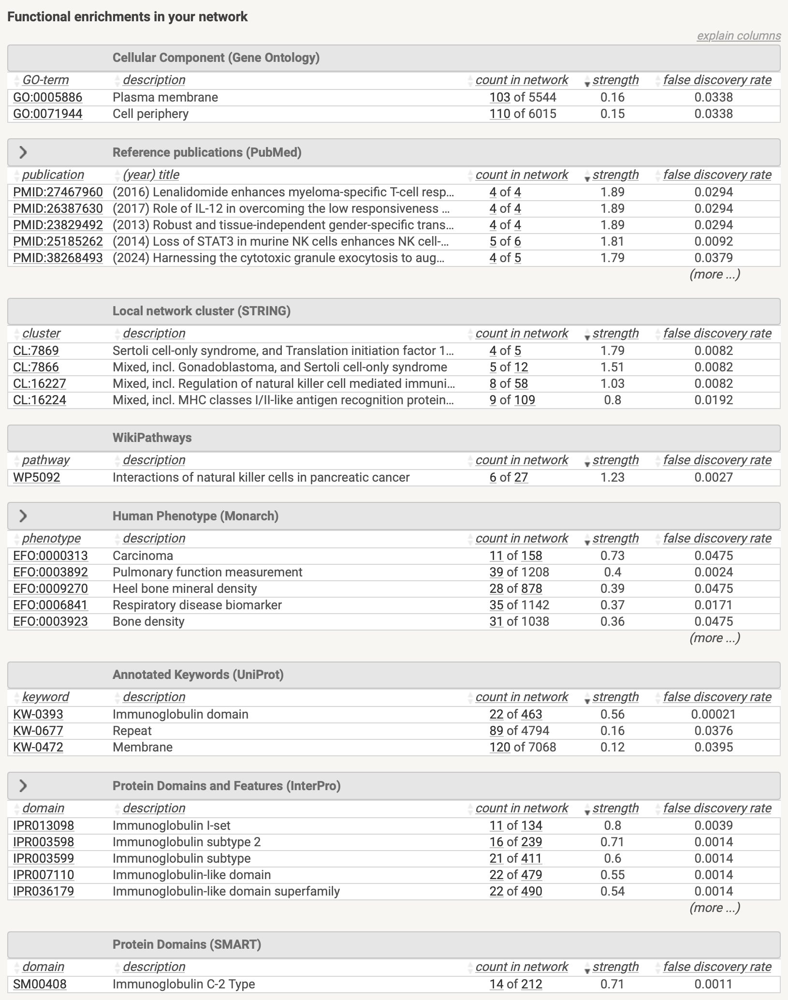 Functional enrichments in your network
explain columns
Cellular Component (Gene Ontology)
GO-term description count in network strength false discovery rate
GO:0005886 Plasma membrane 103 of 5544 0.16 0.0338
GO:0071944 Cell periphery 110 of 6015 0.15 0.0338
Reference publications (PubMed)
publication (year) title count in network strength false discovery rate
PMID:27467960 (2016) Lenalidomide enhances myeloma-specific T-cell resp... 4 of 4 1.89 0.0294
PMID:26387630 (2017) Role of IL-12 in overcoming the low responsiveness ... 4 of 4 1.89 0.0294
PMID:23829492 (2013) Robust and tissue-independent gender-specific trans... 4 of 4 1.89 0.0294
PMID:25185262 (2014) Loss of STAT3 in murine NK cells enhances NK cell-... 5 of 6 1.81 0.0092
PMID:38268493 (2024) Harnessing the cytotoxic granule exocytosis to aug... 4 of 5 1.79 0.0379
(more ...)
Local network cluster (STRING)
cluster description count in network strength false discovery rate
CL:7869 Sertoli cell-only syndrome, and Translation initiation factor 1... 4 of 5 1.79 0.0082
CL:7866 Mixed, incl. Gonadoblastoma, and Sertoli cell-only syndrome 5 of 12 1.51 0.0082
CL:16227 Mixed, incl. Regulation of natural killer cell mediated immuni... 8 of 58 1.03 0.0082
CL:16224 Mixed, incl. MHC classes I/II-like antigen recognition protein... 9 of 109 0.8 0.0192
WikiPathways
pathway description count in network strength false discovery rate
WP5092 Interactions of natural killer cells in pancreatic cancer 6 of 27 1.23 0.0027
Human Phenotype (Monarch)
phenotype description count in network strength false discovery rate
EFO:0000313 Carcinoma 11 of 158 0.73 0.0475
EFO:0003892 Pulmonary function measurement 39 of 1208 0.4 0.0024
EFO:0009270 Heel bone mineral density 28 of 878 0.39 0.0475
EFO:0006841 Respiratory disease biomarker 35 of 1142 0.37 0.0171
EFO:0003923 Bone density 31 of 1038 0.36 0.0475
(more ...)
Annotated Keywords (UniProt)
keyword description count in network strength false discovery rate
KW-0393 Immunoglobulin domain 22 of 463 0.56 0.00021
KW-0677 Repeat 89 of 4794 0.16 0.0376
KW-0472 Membrane 120 of 7068 0.12 0.0395
Protein Domains and Features (InterPro)
domain description count in network strength false discovery rate
IPR013098 Immunoglobulin I-set 11 of 134 0.8 0.0039
IPR003598 Immunoglobulin subtype 2 16 of 239 0.71 0.0014
IPR003599 Immunoglobulin subtype 21 of 411 0.6 0.0014
IPR007110 Immunoglobulin-like domain 22 of 479 0.55 0.0014
IPR036179 Immunoglobulin-like domain superfamily 22 of 490 0.54 0.0014
(more ...)
Protein Domains (SMART)
domain description count in network strength false discovery rate
SM00408 Immunoglobulin C-2 Type 14 of 212 0.71 0.0011